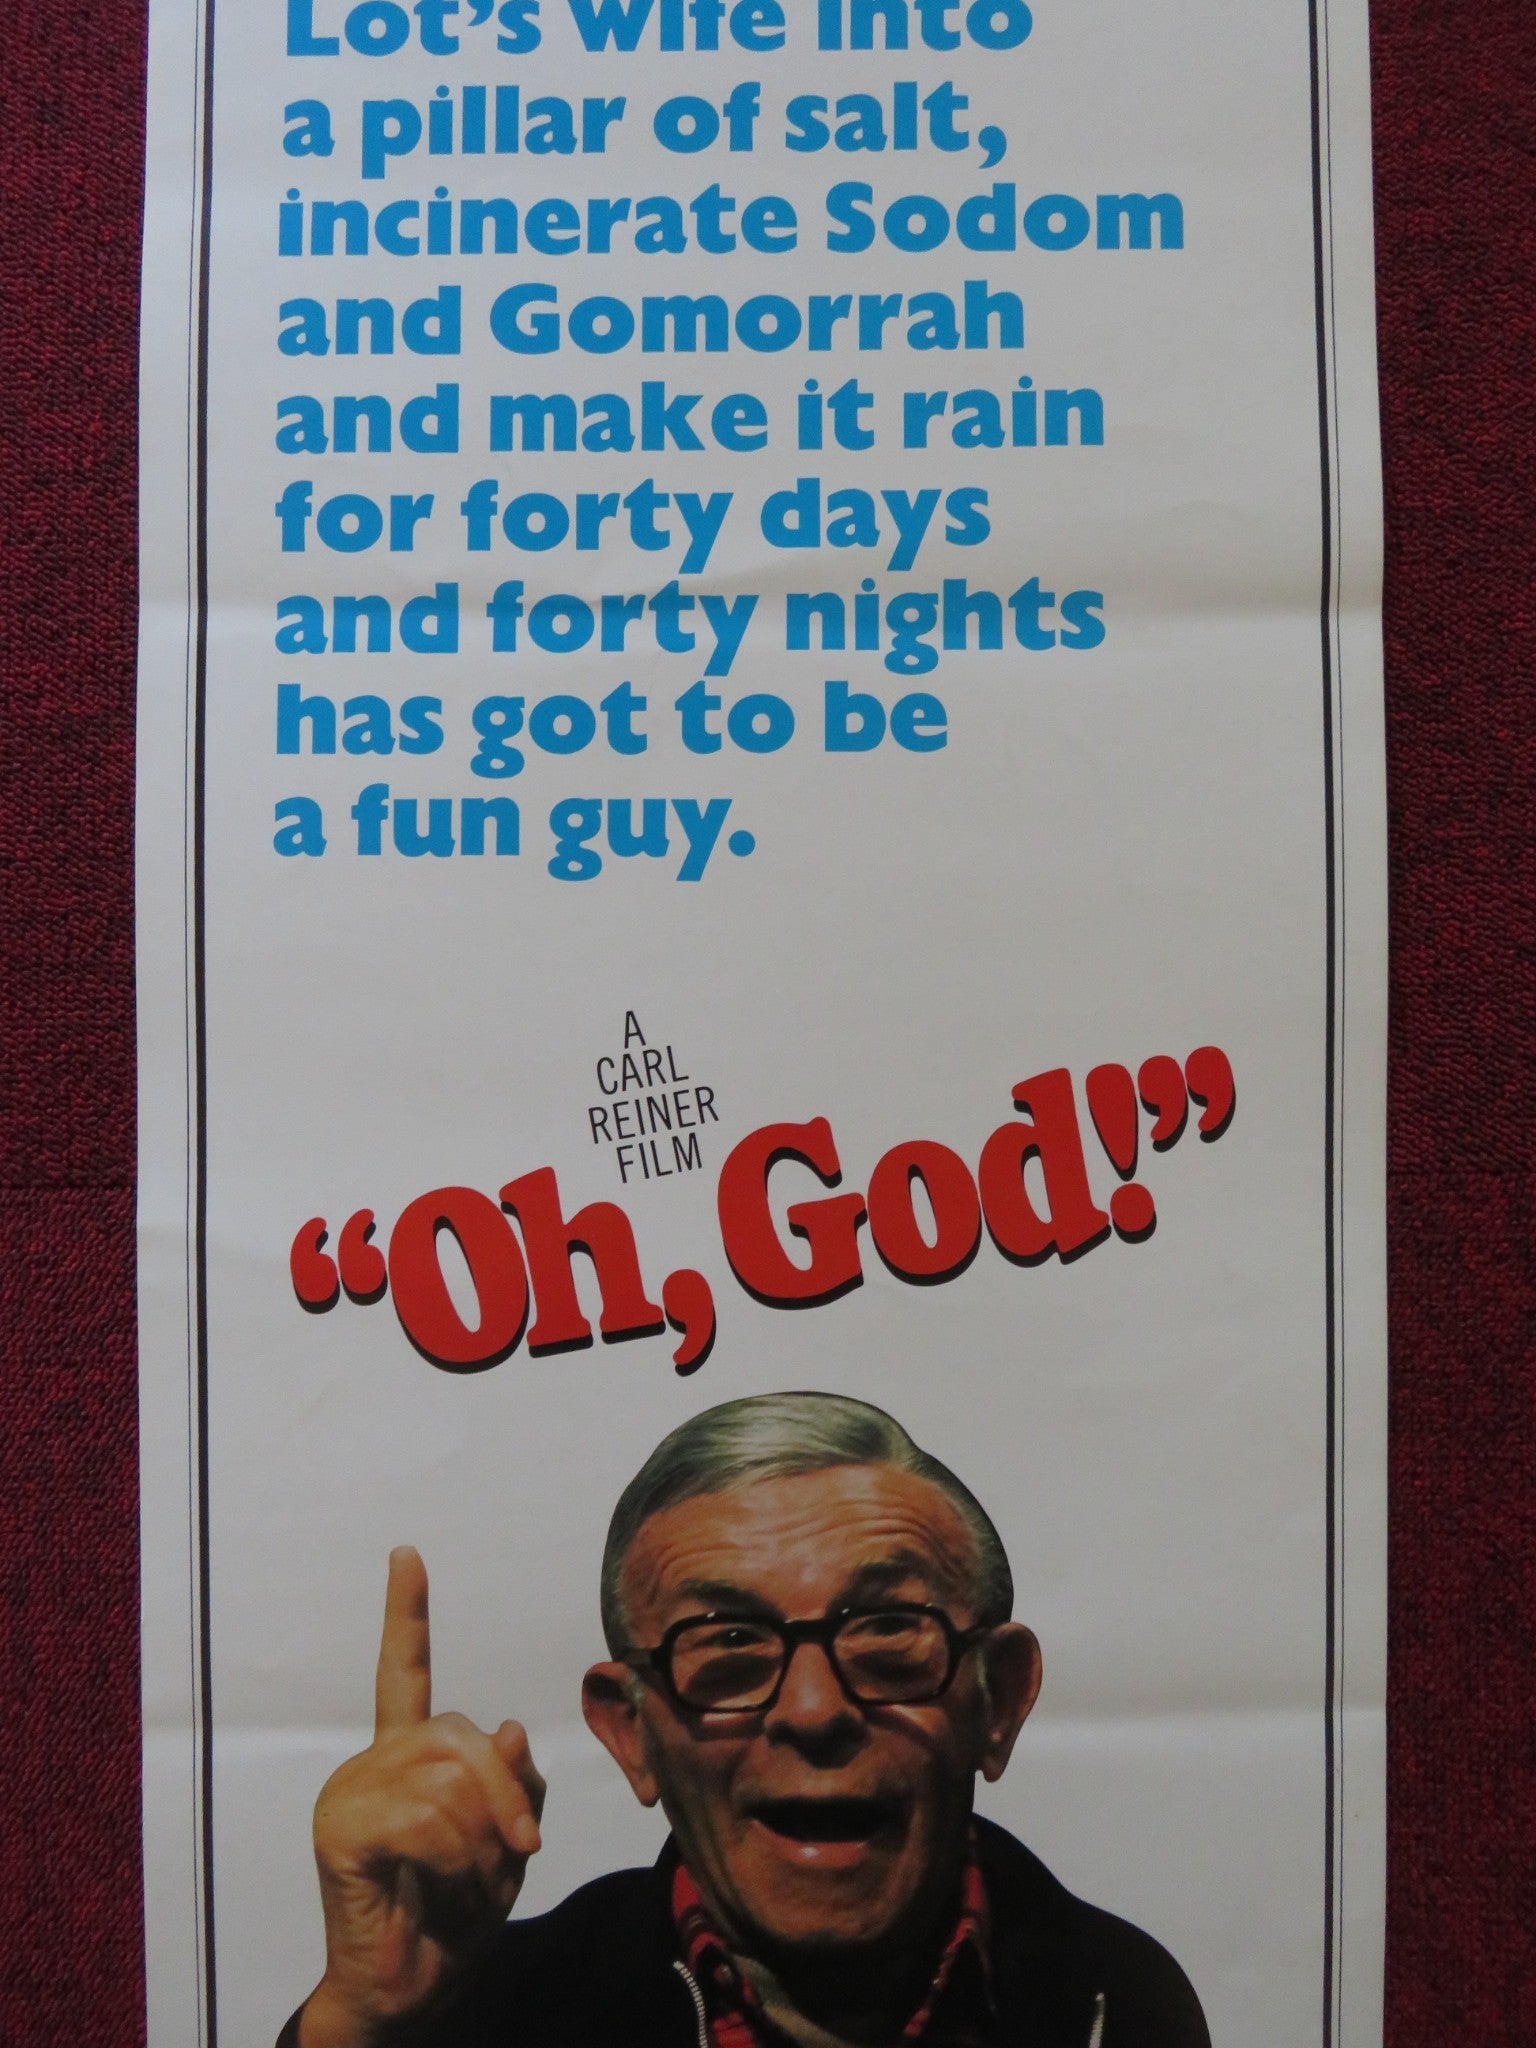 Lot's wife into
a pillar of salt,
incinerate Sodom
and Gomorrah
and make it rain
for forty days
and forty nights
has got to be
a fun guy.
A
CARL
REINER
FILM
“Oh, God!”